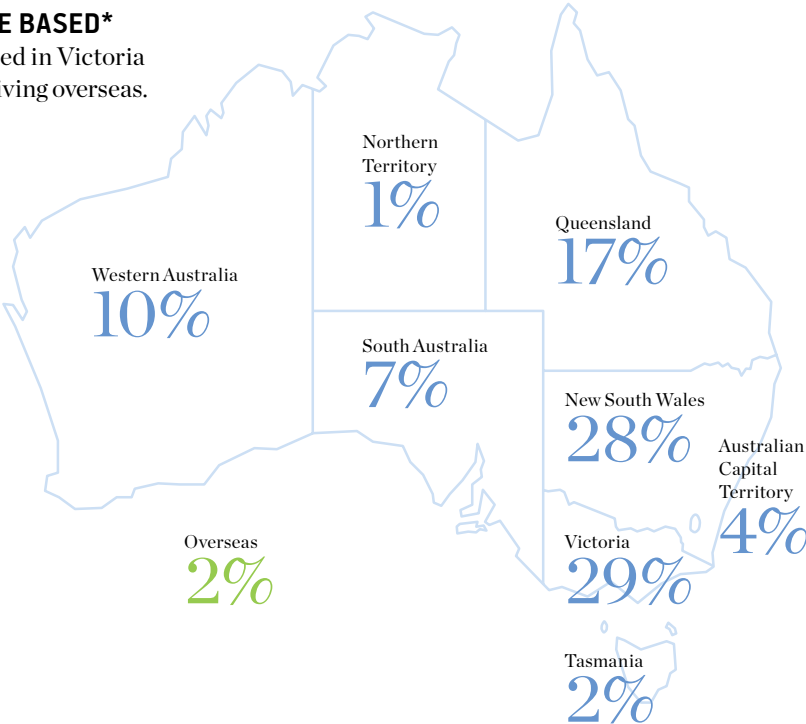 E BASED*
ed in Victoria
iving overseas.
Northern
Territory
1%
Queensland
17%
Western Australia
10%
South Australia
7%
New South Wales
28%
Australian
Capital
Territory
4%
Overseas
2%
Victoria
29%
Tasmania
2%